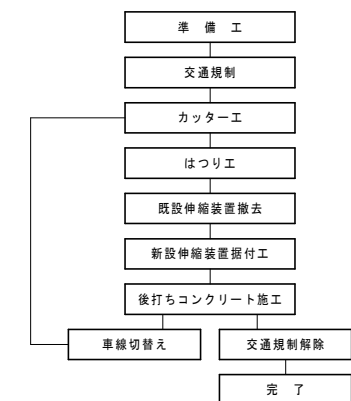 準 備 工
交通規制
カッター工
はつり工
既設伸縮装置撤去
新設伸縮装置据付工
後打ちコンクリート施工
車線切替え
交通規制解除
完 了